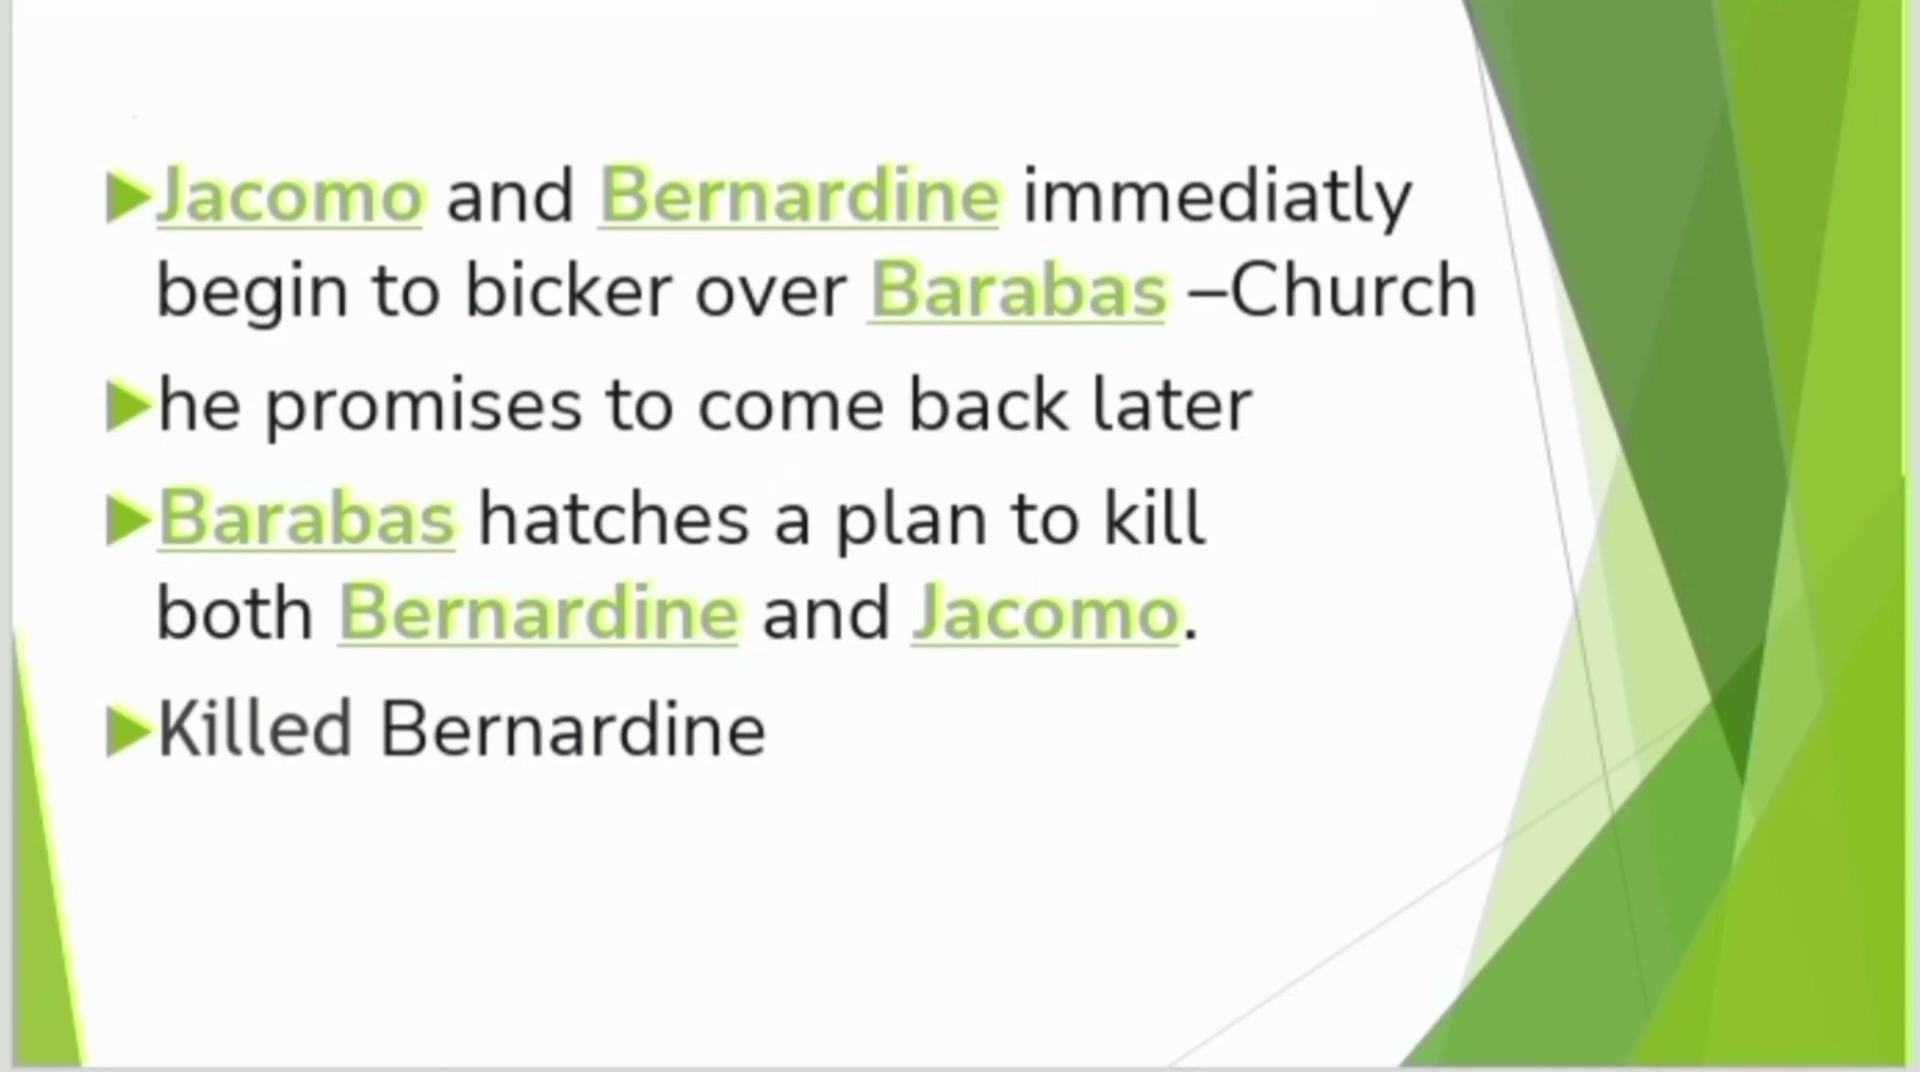 Jacomo and Bernardine immediatly
begin to bicker over Barabas –Church
he promises to come back later
Barabas hatches a plan to kill
both Bernardine and Jacomo.
Killed Bernardine